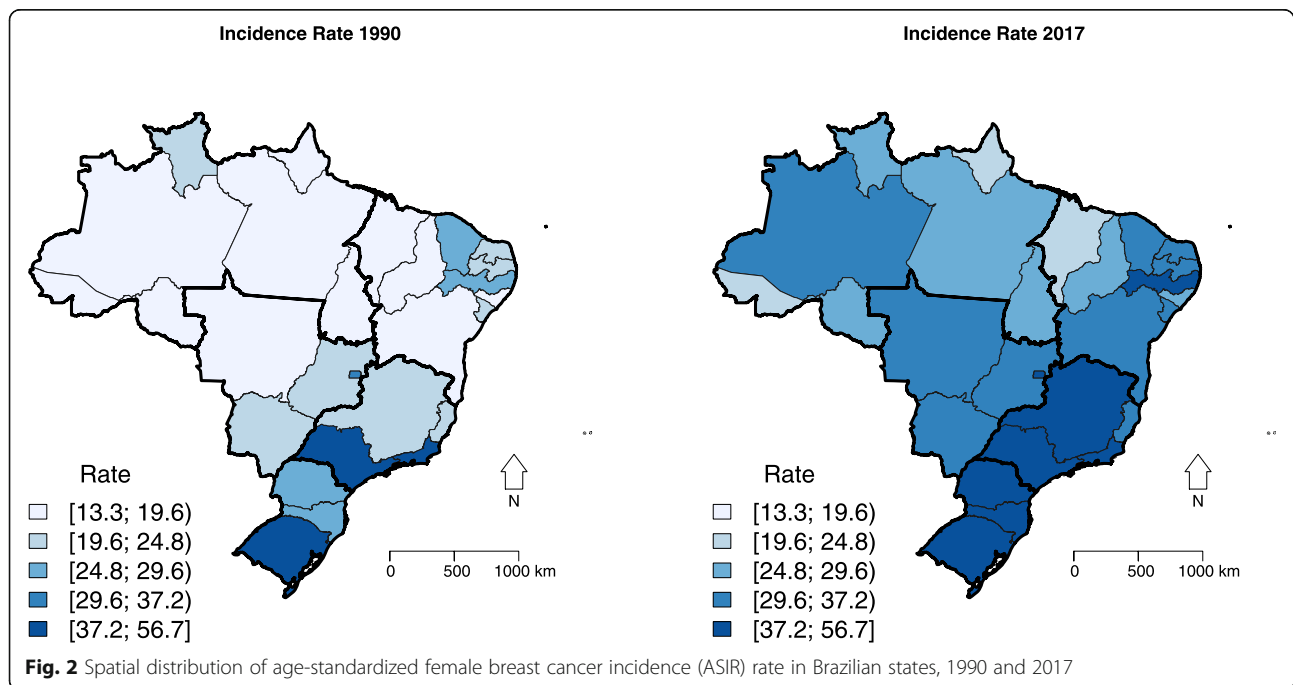 Incidence Rate 1990
Rate
[13.3; 19.6)
[19.6; 24.8)
[24.8; 29.6)
[29.6; 37.2)
[37.2; 56.7]
N
0 500 1000 km
Incidence Rate 2017
Rate
[13.3; 19.6)
[19.6; 24.8)
[24.8; 29.6)
[29.6; 37.2)
[37.2; 56.7]
N
0 500 1000 km
Fig. 2 Spatial distribution of age-standardized female breast cancer incidence (ASIR) rate in Brazilian states, 1990 and 2017